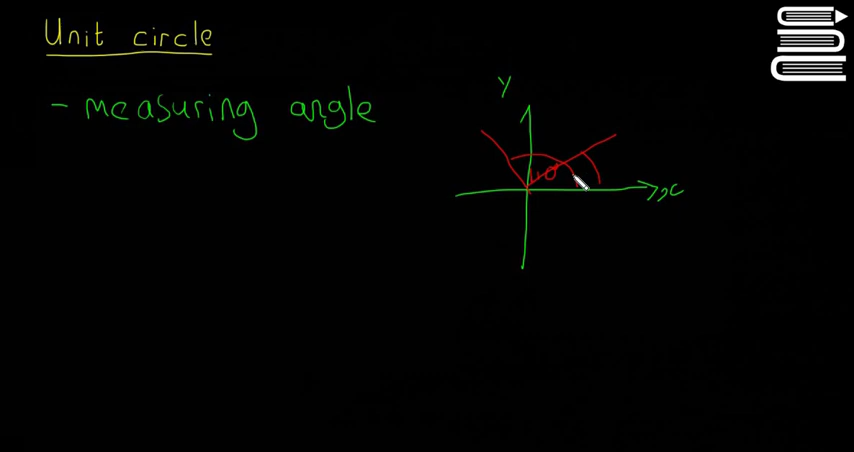 Unit circle
- measuring angle
y
x